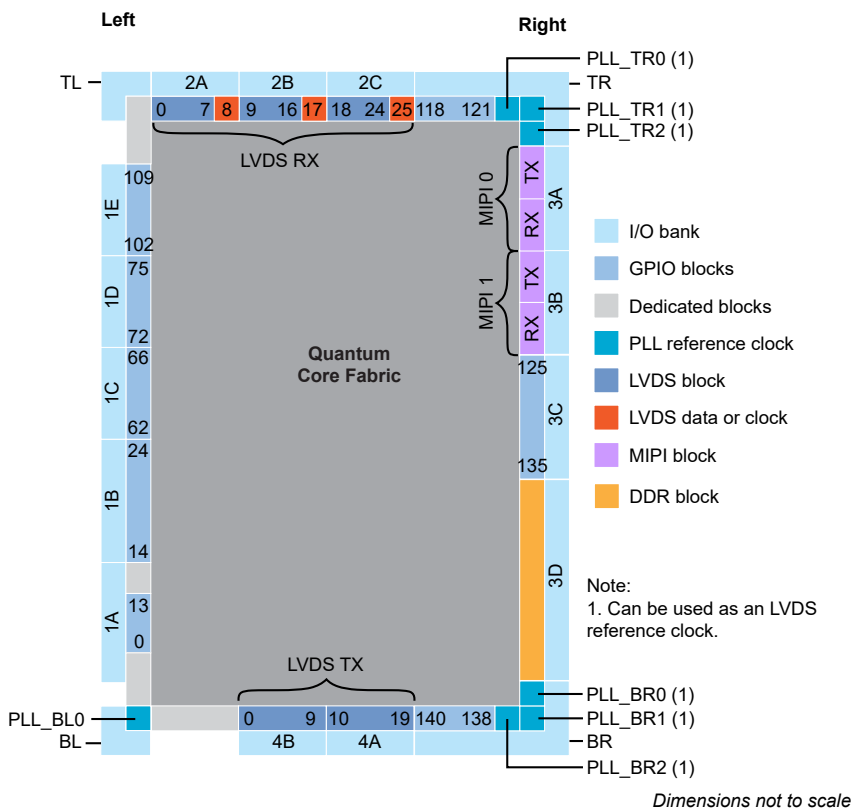 Left
Right
PLL_TR0 (1)
TL
2A
2B
2C
TR
0
7
8
9
16
17
18
24
25
118
121
PLL_TR1 (1)
PLL_TR2 (1)
LVDS RX
109
1E
102
75
1D
72
66
1C
62
24
1B
14
13
1A
0
Quantum
Core Fabric
MIPI 0
TX
RX
3A
MIPI 1
TX
RX
3B
125
3C
135
3D
I/O bank
GPIO blocks
Dedicated blocks
PLL reference clock
LVDS block
LVDS data or clock
MIPI block
DDR block
Note:
1. Can be used as an LVDS
reference clock.
LVDS TX
PLL_BL0
0
9
10
19
140
138
PLL_BR0 (1)
PLL_BR1 (1)
BL
4B
4A
BR
PLL_BR2 (1)
Dimensions not to scale